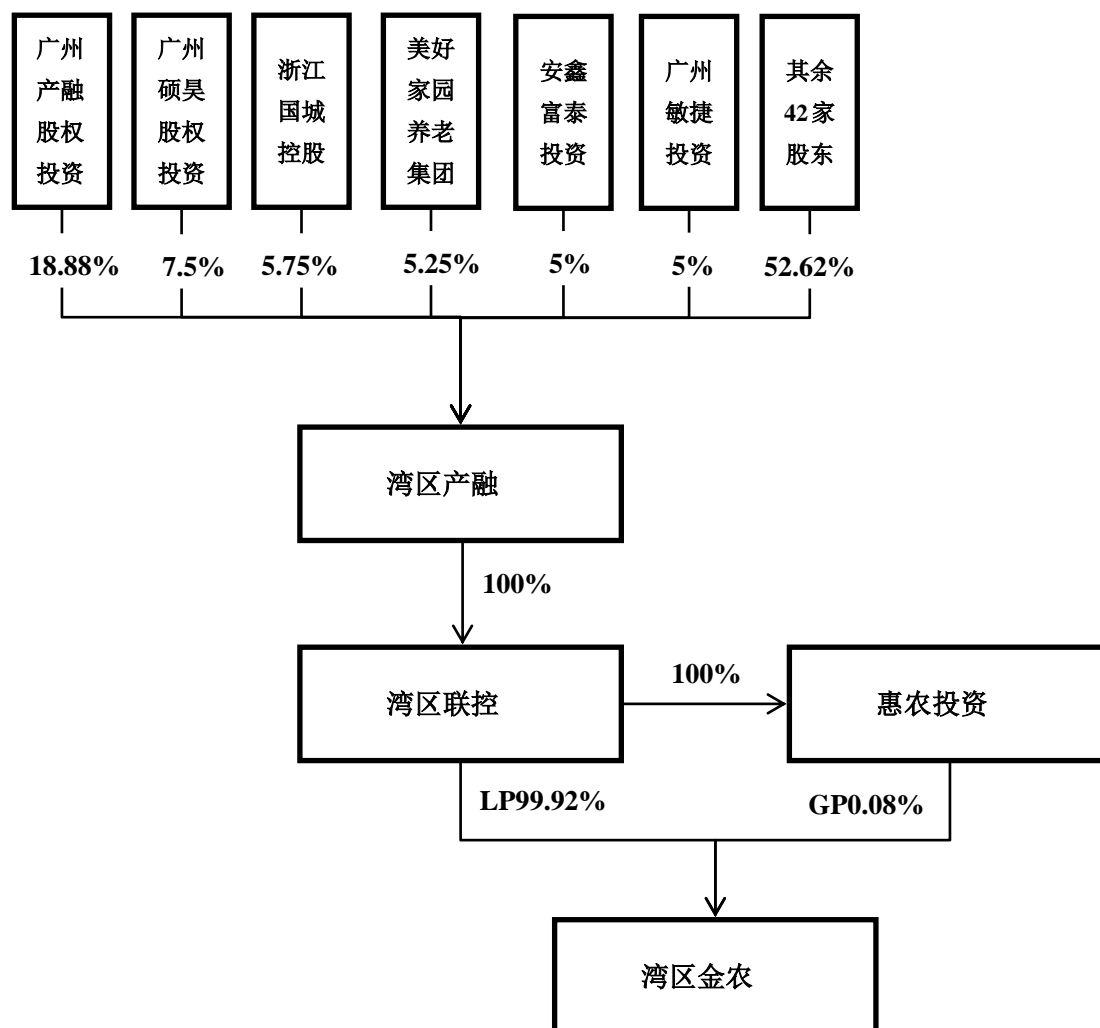 广州
产融
股权
投资
广州
硕昊
股权
投资
浙江
国城
控股
美好
家园
养老
集团
安鑫
富泰
投资
广州
敏捷
投资
其余
42家
股东
18.88%
7.5%
5.75%
5.25%
5%
5%
52.62%
湾区产融
100%
湾区联控
100%
惠农投资
LP99.92%
GP0.08%
湾区金农